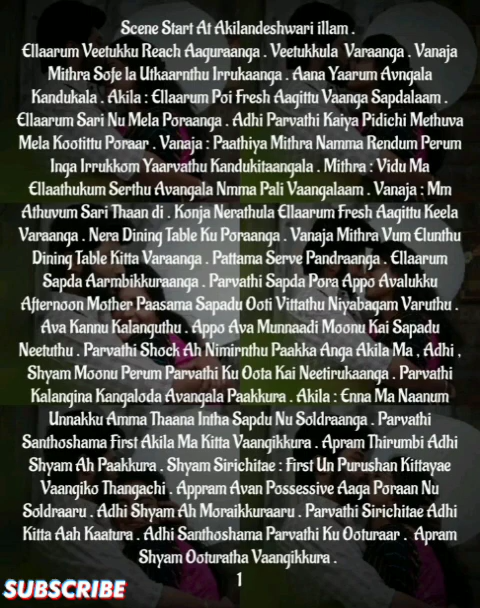 Scene Start At Akilandeshwari illam .
Ellaarum Veetukku Reach Aaguraanga . Veetukkula Varaanga . Vanaja
Mithra Sofe la Utkaarnthu Irrukaanga . Aana Yaarum Avngala
Kandukala . Akila : Ellaarum Poi Fresh Aagittu Vaanga Sapdalaam .
Ellaarum Sari Nu Mela Poraanga . Adhi Parvathi Kaiya Pidichi Methuva
Mela Kootittu Poraar . Vanaja : Paathiya Mithra Namma Rendum Perum
Inga Irrukkom Yaarvathu Kandukitaangala . Mithra : Vidu Ma
Ellaathukum Serthu Avangala Nmma Pali Vaangalaam . Vanaja : Mm
Athuvum Sari Thaan di . Konja Nerathula Ellaarum Fresh Aagittu Keela
Varaanga . Nera Dining Table Ku Poraanga . Vanaja Mithra Vum Elunthu
Dining Table Kitta Varaanga . Pattama Serve Pandraanga . Ellaarum
Sapda Aarmbikkuraanga . Parvathi Sapda Pora Appo Avalukku
Afternoon Mother Paasama Sapadu Ooti Vittathu Niyabagam Varuthu .
Ava Kannu Kalanguthu . Appo Ava Munnaadi Moonu Kai Sapadu
Neetuthu . Parvathi Shock Ah Nimirnthu Paakka Anga Akila Ma , Adhi ,
Shyam Moonu Perum Parvathi Ku Oota Kai Neetirukaanga . Parvathi
Kalangina Kangaloda Avangala Paakkura . Akila : Enna Ma Naanum
Unnakku Amma Thaana Intha Sapdu Nu Soldraanga . Parvathi
Santhoshama First Akila Ma Kitta Vaangikkura . Apram Thirumbi Adhi
Shyam Ah Paakkura . Shyam Sirichitae : First Un Purushan Kittayae
Vaangiko Thangachi . Appram Avan Possessive Aaga Poraan Nu
Soldraaru . Adhi Shyam Ah Moraikkuraaru . Parvathi Sirichitae Adhi
Kitta Aah Kaatura . Adhi Santhoshama Parvathi Ku Ooturaar . Apram
Shyam Ooturatha Vaangikkura .
1
SUBSCRIBE